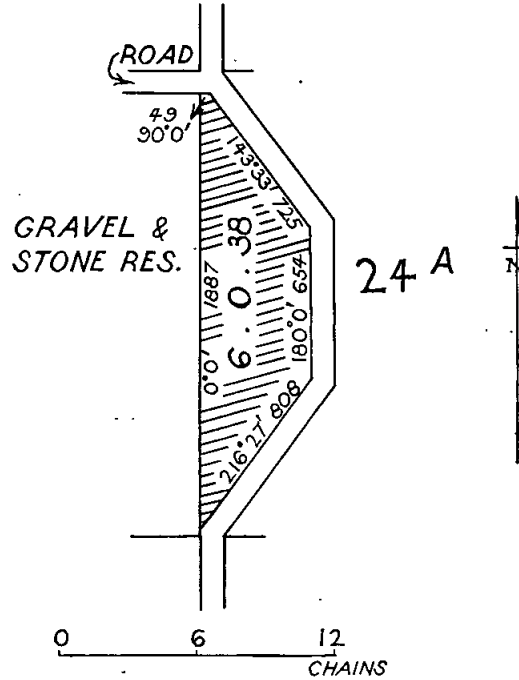 ROAD
49
90°0'
143°33' 725
GRAVEL &
STONE RES.
1887
0°0'
6.0.38
654
180°0'
24 A
N
216°27' 808
0 6 12
CHAINS